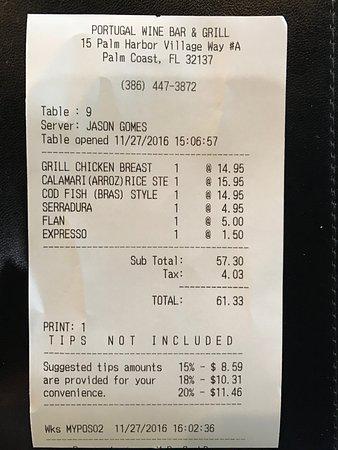 PORTUGAL WINE BAR & GRILL
15 Palm Harbor Village Way #A
Palm Coast, FL 32137
(386) 447-3872
Table : 9
Server: JASON GOMES
Table opened 11/27/2016 15:06:57
GRILL CHICKEN BREAST 1 @ 14.95
CALAMARI(ARROZ)RICE STE 1 @ 15.95
COD FISH (BRAS) STYLE 1 @ 14.95
SERRADURA 1 @ 4.95
FLAN 1 @ 5.00
EXPRESSO 1 @ 1.50
Sub Total: 57.30
Tax: 4.03
TOTAL: 61.33
PRINT: 1
TIPS NOT INCLUDED
Suggested tips amounts 15% - $ 8.59
are provided for your 18% - $10.31
convenience. 20% - $11.46
Wks MYPOS02 11/27/2016 16:02:36